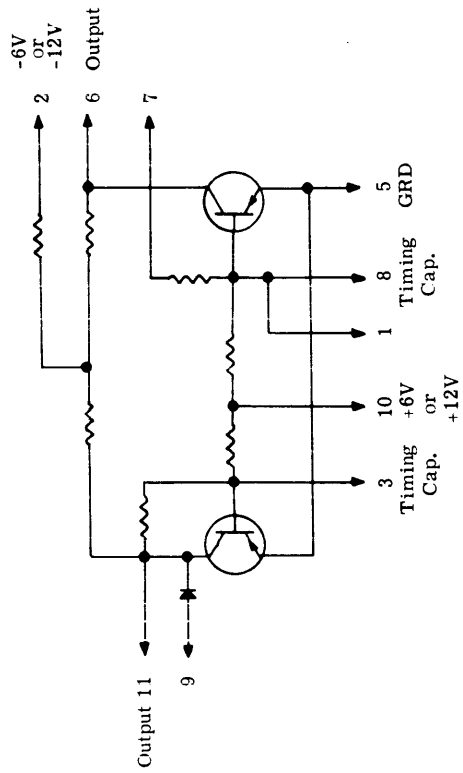 -6V
or
-12V
2
6 Output
7
5
GRD
8
Timing
Cap.
1
10
+6V
or
+12V
3
Timing
Cap.
Output 11
9